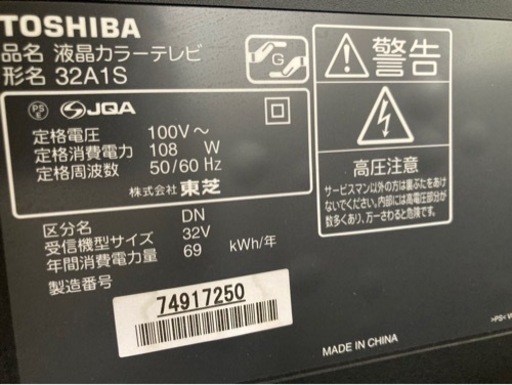 TOSHIBA
品名 液晶カラーテレビ
形名 32A1S
G
PS E JQA
定格電圧 100V～
定格消費電力 108 W
定格周波数 50/60 Hz
株式会社 東芝
区分名 DN
受信機型サイズ 32V
年間消費電力量 69 kWh/年
製造番号
74917250
警告
高圧注意
サービスマン以外の方は裏ぶたをあけ
ないでください。内部には高電圧部分が
数多くあり、万一さわると危険です。
MADE IN CHINA
>PS<